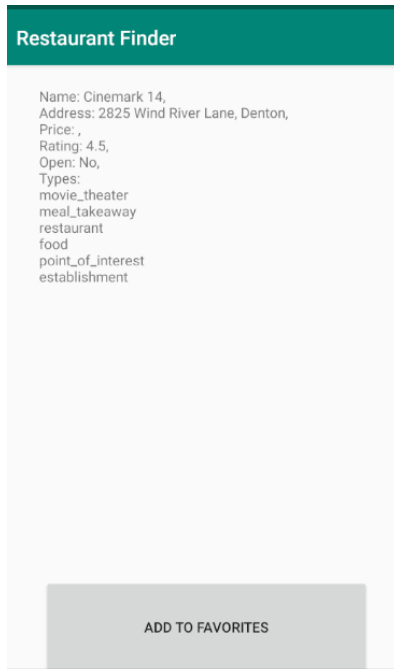 Restaurant Finder
Name: Cinemark 14,
Address: 2825 Wind River Lane, Denton,
Price: ,
Rating: 4.5,
Open: No,
Types:
movie_theater
meal_takeaway
restaurant
food
point_of_interest
establishment
ADD TO FAVORITES